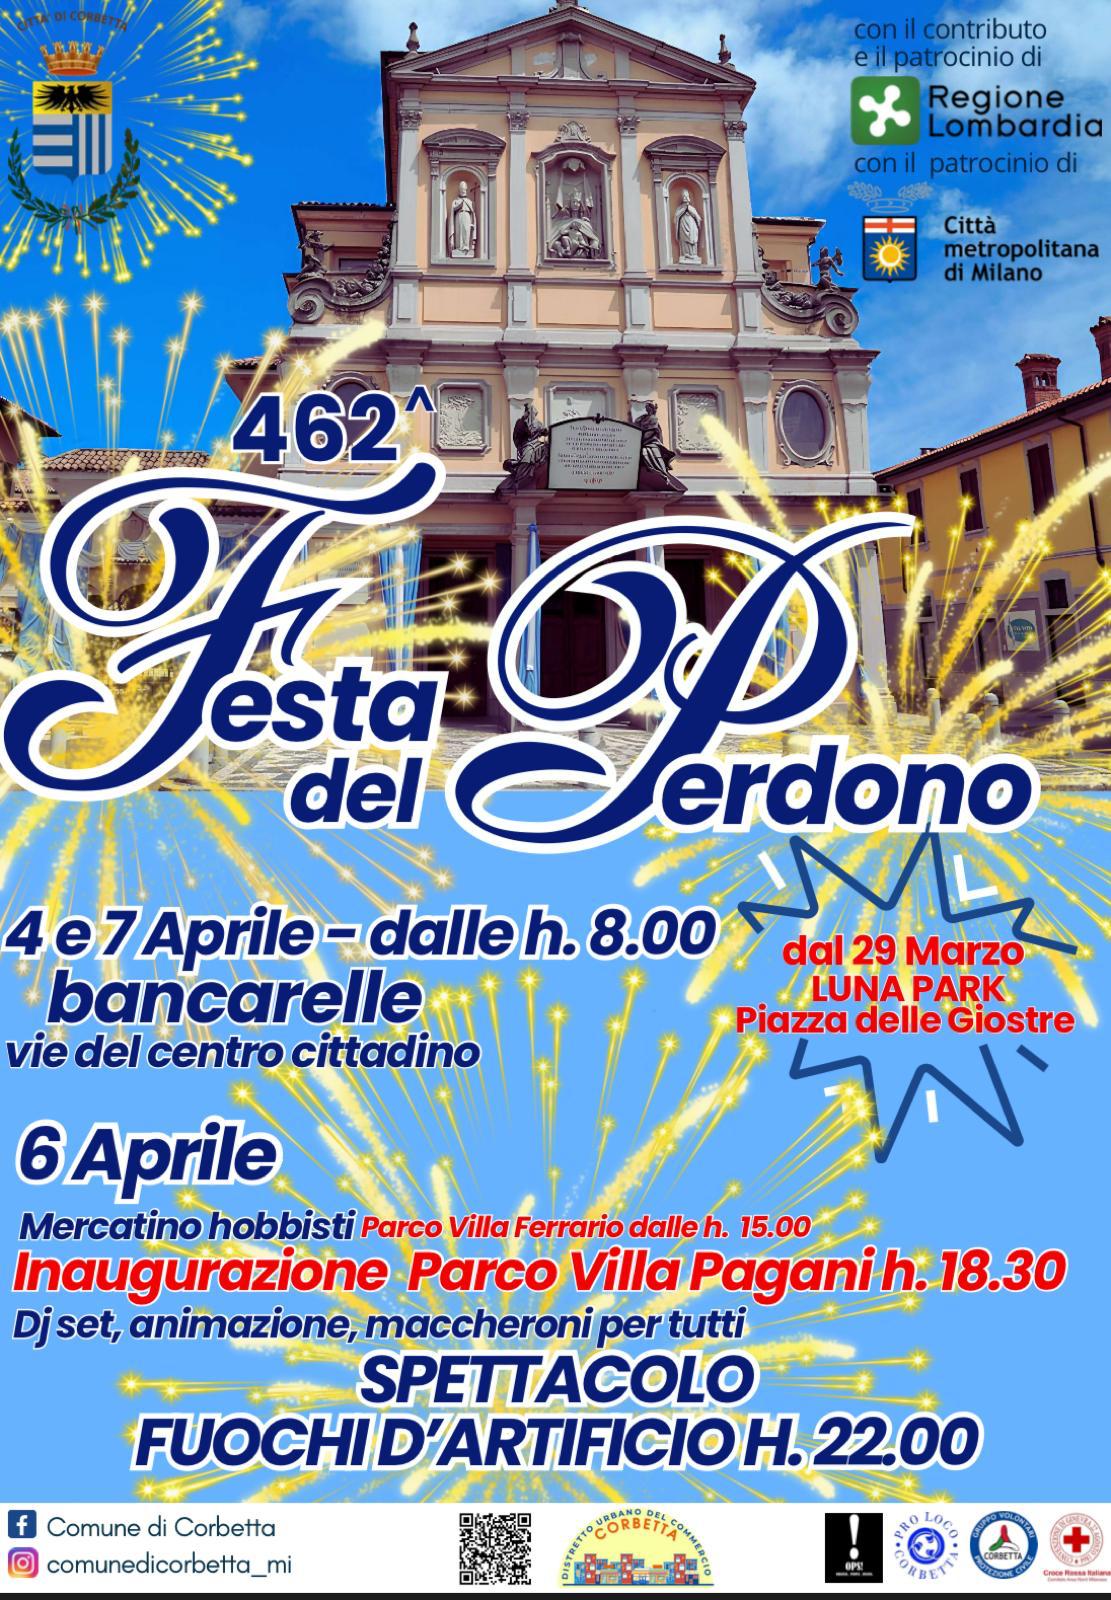 CITTÀ DI CORBETTA
con il contributo
e il patrocinio di
Regione
Lombardia
con il patrocinio di
Città
metropolitana
di Milano
462^
Festa
del Perdono
4 e 7 Aprile - dalle h. 8.00
bancarelle
vie del centro cittadino
dal 29 Marzo
LUNA PARK
Piazza delle Giostre
6 Aprile
Mercatino hobbisti Parco Villa Ferrario dalle h. 15.00
Inaugurazione Parco Villa Pagani h. 18.30
Dj set, animazione, maccheroni per tutti
SPETTACOLO
FUOCHI D'ARTIFICIO H. 22.00
Comune di Corbetta
comunedicorbetta_mi
DISTRETTO URBANO DEL COMMERCIO
CORBETTA
OPS!
PRO LOCO
CORBETTA
GRUPPO VOLONTARI
CORBETTA
PROTEZIONE CIVILE
Croce Rossa Italiana